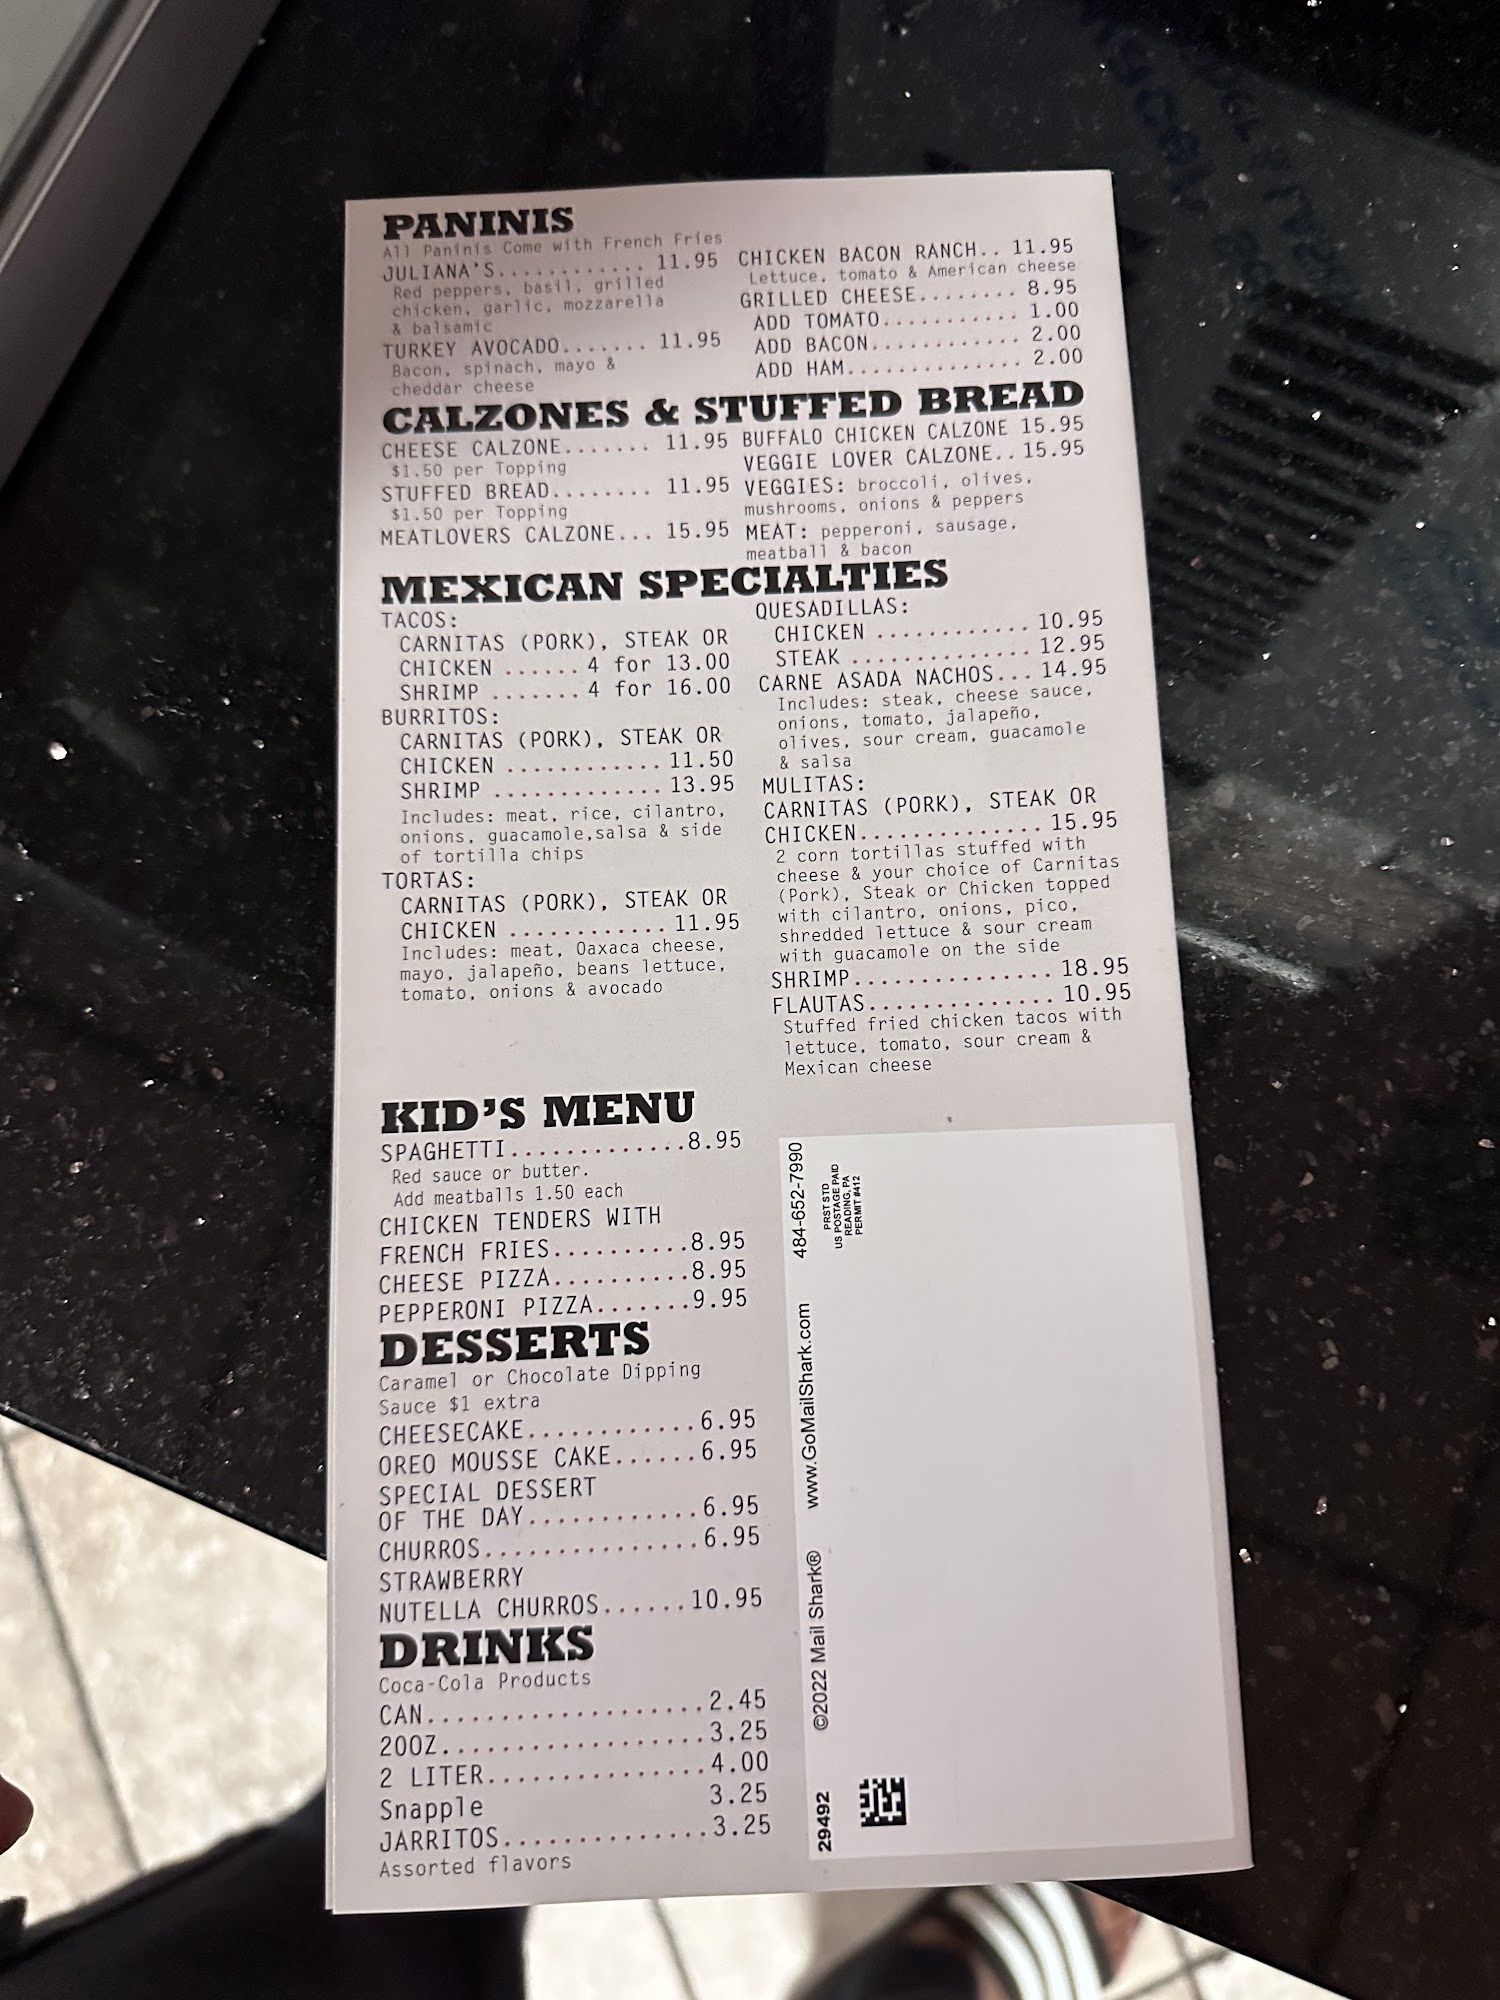 PANINIS
All Paninis Come with French Fries
JULIANA'S............ 11.95
Red peppers, basil, grilled
chicken, garlic, mozzarella
& balsamic
TURKEY AVOCADO....... 11.95
Bacon, spinach, mayo &
cheddar cheese
CHICKEN BACON RANCH.. 11.95
Lettuce, tomato & American cheese
GRILLED CHEESE........ 8.95
ADD TOMATO........... 1.00
ADD BACON............ 2.00
ADD HAM.............. 2.00
CALZONES & STUFFED BREAD
CHEESE CALZONE....... 11.95
$1.50 per Topping
STUFFED BREAD........ 11.95
$1.50 per Topping
MEATLOVERS CALZONE... 15.95
BUFFALO CHICKEN CALZONE 15.95
VEGGIE LOVER CALZONE.. 15.95
VEGGIES: broccoli, olives,
mushrooms, onions & peppers
MEAT: pepperoni, sausage,
meatball & bacon
MEXICAN SPECIALTIES
TACOS:
CARNITAS (PORK), STEAK OR
CHICKEN ...... 4 for 13.00
SHRIMP ....... 4 for 16.00
BURRITOS:
CARNITAS (PORK), STEAK OR
CHICKEN ............ 11.50
SHRIMP ............. 13.95
Includes: meat, rice, cilantro,
onions, guacamole,salsa & side
of tortilla chips
TORTAS:
CARNITAS (PORK), STEAK OR
CHICKEN ............ 11.95
Includes: meat, Oaxaca cheese,
mayo, jalapeño, beans lettuce,
tomato, onions & avocado
QUESADILLAS:
CHICKEN ............ 10.95
STEAK .............. 12.95
CARNE ASADA NACHOS... 14.95
Includes: steak, cheese sauce,
onions, tomato, jalapeño,
olives, sour cream, guacamole
& salsa
MULITAS:
CARNITAS (PORK), STEAK OR
CHICKEN.............. 15.95
2 corn tortillas stuffed with
cheese & your choice of Carnitas
(Pork), Steak or Chicken topped
with cilantro, onions, pico,
shredded lettuce & sour cream
with guacamole on the side
SHRIMP............... 18.95
FLAUTAS.............. 10.95
Stuffed fried chicken tacos with
lettuce, tomato, sour cream &
Mexican cheese
KID'S MENU
SPAGHETTI.............8.95
Red sauce or butter.
Add meatballs 1.50 each
CHICKEN TENDERS WITH
FRENCH FRIES..........8.95
CHEESE PIZZA..........8.95
PEPPERONI PIZZA.......9.95
DESSERTS
Caramel or Chocolate Dipping
Sauce $1 extra
CHEESECAKE............6.95
OREO MOUSSE CAKE......6.95
SPECIAL DESSERT
OF THE DAY............6.95
CHURROS...............6.95
STRAWBERRY
NUTELLA CHURROS......10.95
DRINKS
Coca-Cola Products
CAN...................2.45
20OZ..................3.25
2 LITER...............4.00
Snapple 3.25
JARRITOS..............3.25
Assorted flavors
29492 ©2022 Mail Shark® www.GoMailShark.com 484-652-7990
PRST STD
US POSTAGE PAID
READING, PA
PERMIT #412